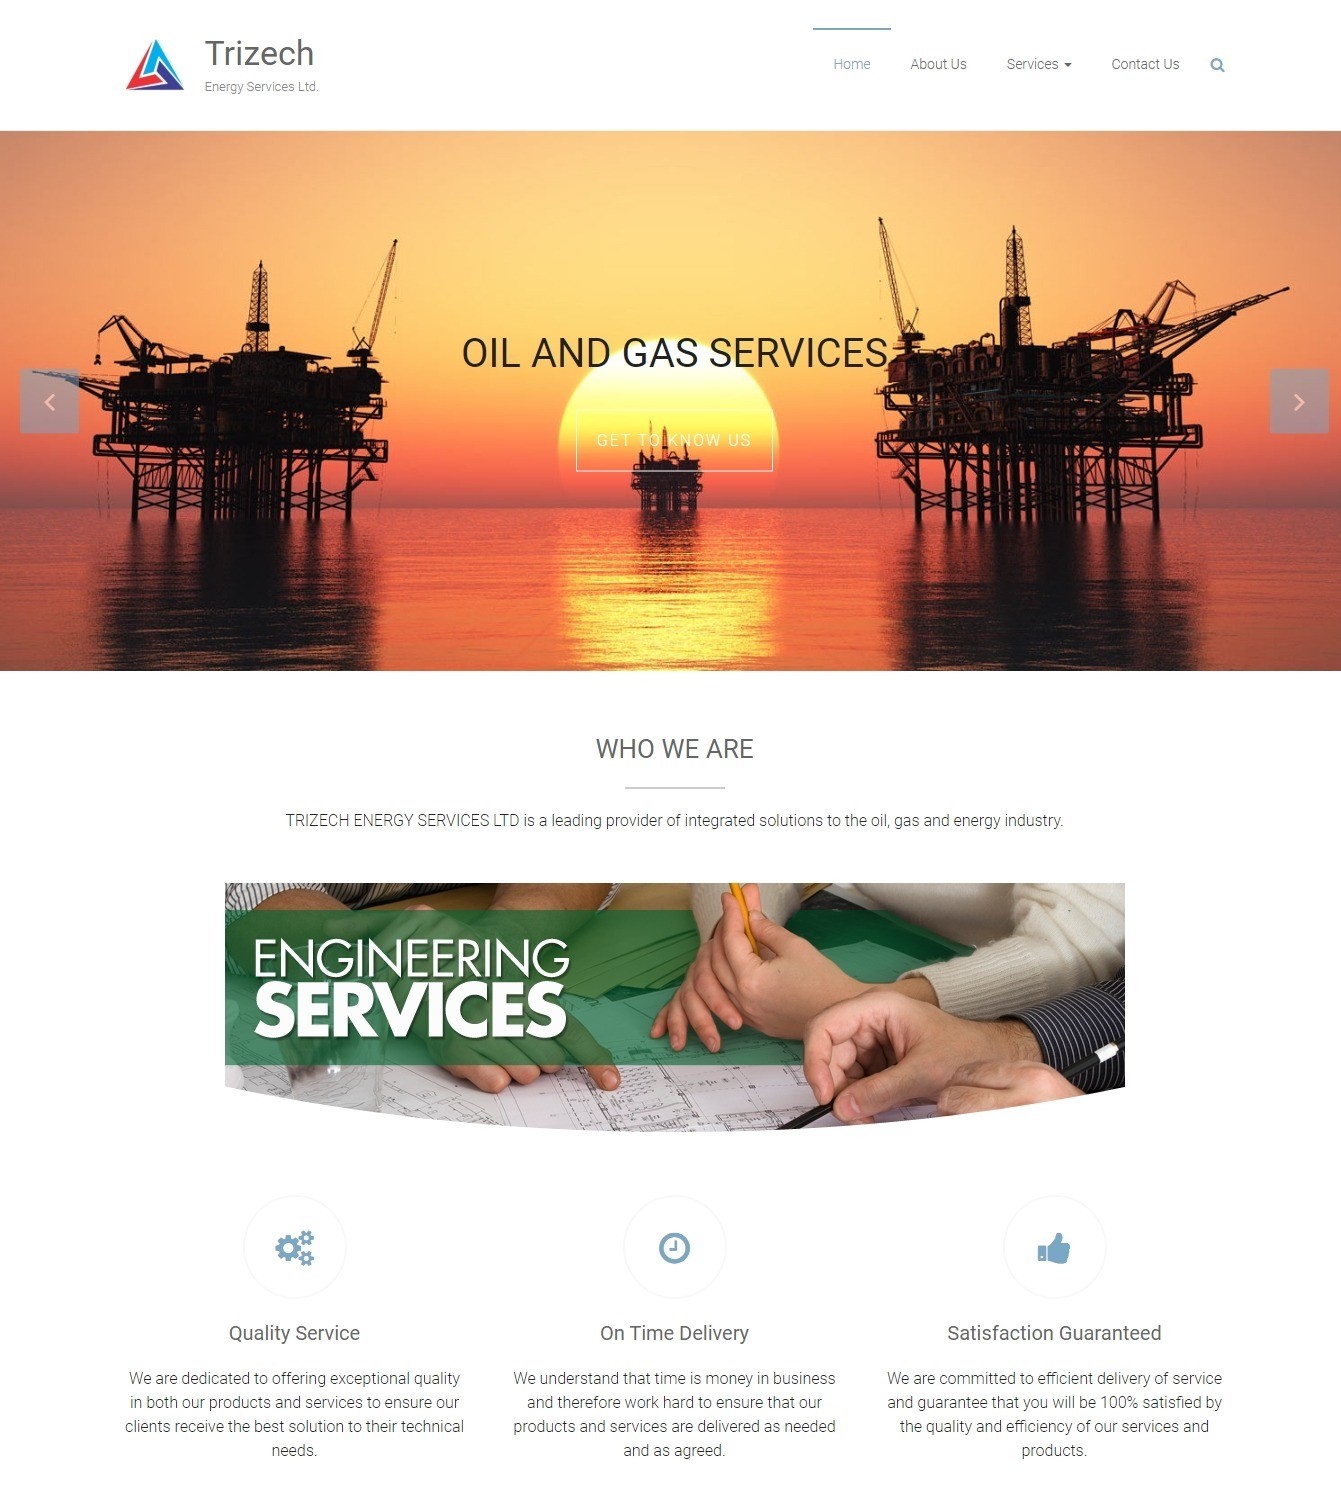 Trizech
Energy Services Ltd.
Home
About Us
Services
Contact Us
OIL AND GAS SERVICES
GET TO KNOW US
WHO WE ARE
TRIZECH ENERGY SERVICES LTD is a leading provider of integrated solutions to the oil, gas and energy industry.
ENGINEERING
SERVICES
Quality Service
We are dedicated to offering exceptional quality
in both our products and services to ensure our
clients receive the best solution to their technical
needs.
On Time Delivery
We understand that time is money in business
and therefore work hard to ensure that our
products and services are delivered as needed
and as agreed.
Satisfaction Guaranteed
We are committed to efficient delivery of service
and guarantee that you will be 100% satisfied by
the quality and efficiency of our services and
products.